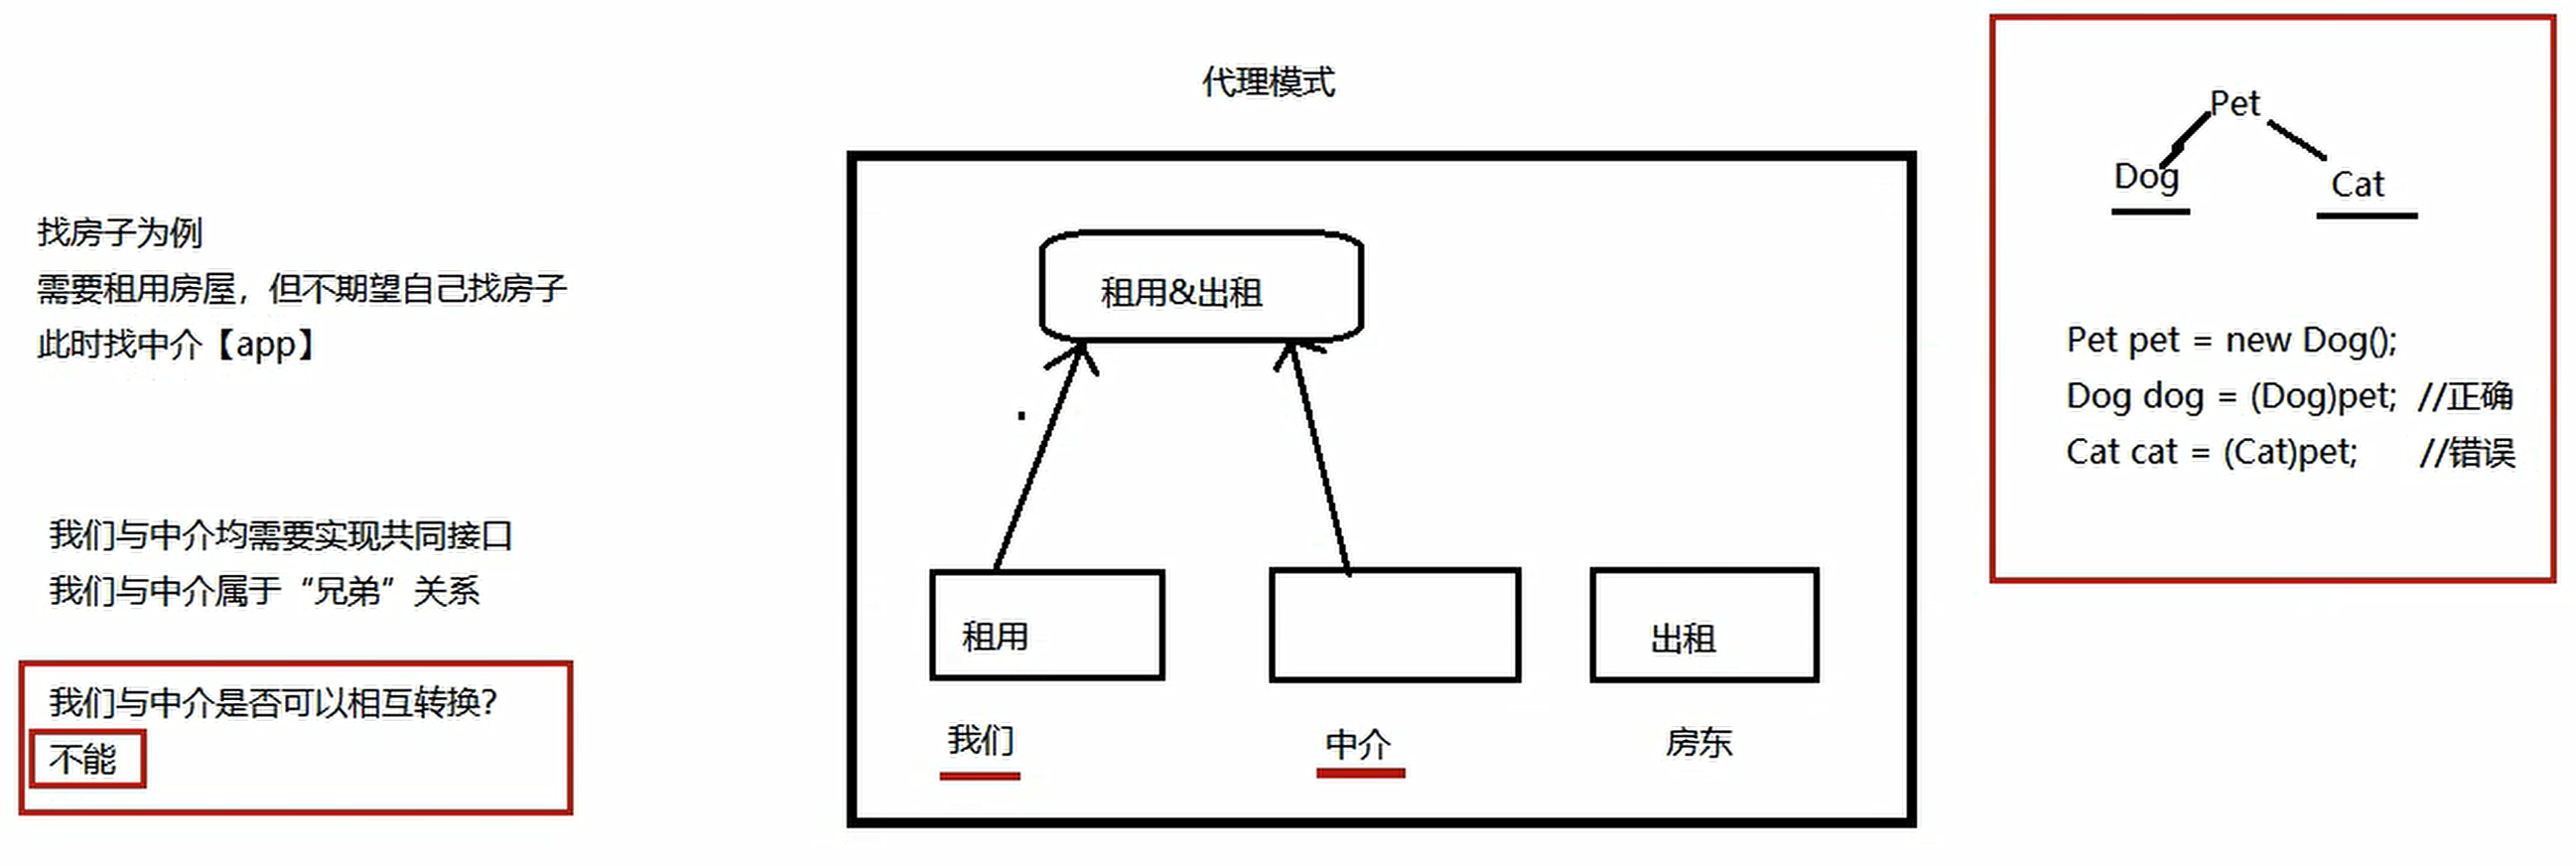 代理模式
找房子为例
需要租用房屋，但不期望自己找房子
此时找中介【app】
我们与中介均需要实现共同接口
我们与中介属于“兄弟”关系
我们与中介是否可以相互转换？
不能
租用&出租
租用
出租
我们
中介
房东
Pet
Dog
Cat
Pet pet = new Dog();
Dog dog = (Dog)pet; //正确
Cat cat = (Cat)pet; //错误